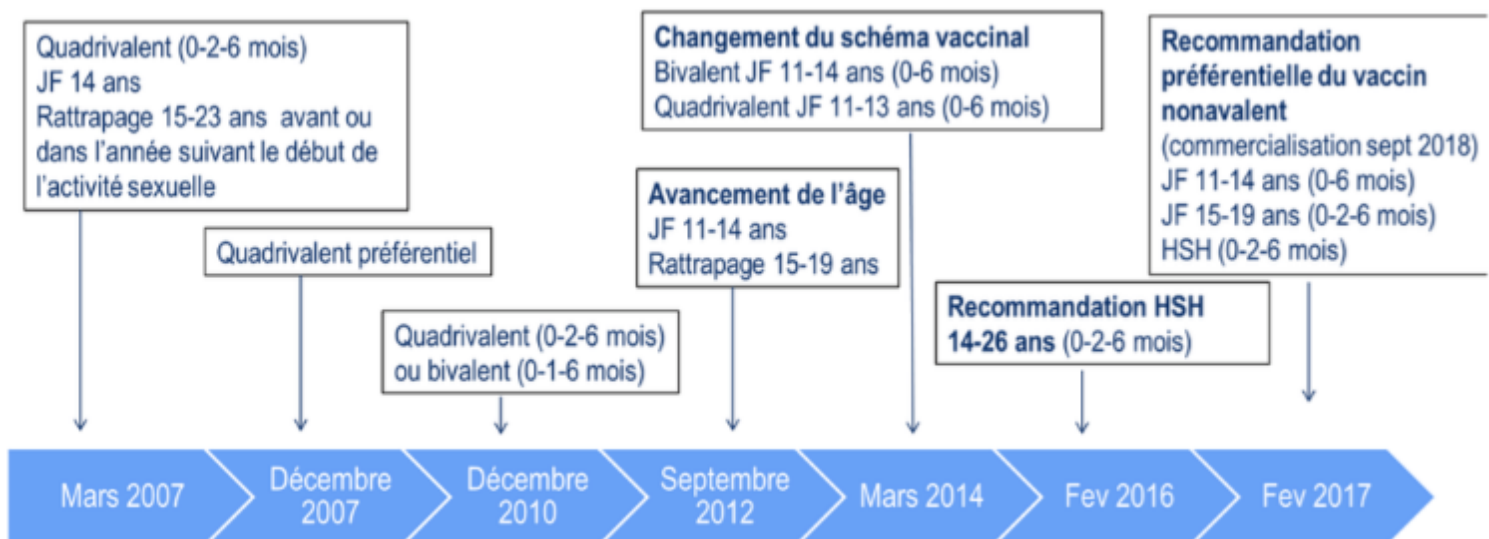 Quadrivalent (0-2-6 mois)
JF 14 ans
Rattrapage 15-23 ans avant ou
dans l'année suivant le début de
l'activité sexuelle
Quadrivalent préférentiel
Quadrivalent (0-2-6 mois)
ou bivalent (0-1-6 mois)
Avancement de l'âge
JF 11-14 ans
Rattrapage 15-19 ans
Changement du schéma vaccinal
Bivalent JF 11-14 ans (0-6 mois)
Quadrivalent JF 11-13 ans (0-6 mois)
Recommandation HSH
14-26 ans (0-2-6 mois)
Recommandation
préférentielle du vaccin
nonavalent
(commercialisation sept 2018)
JF 11-14 ans (0-6 mois)
JF 15-19 ans (0-2-6 mois)
HSH (0-2-6 mois)
Mars 2007
Décembre
2007
Décembre
2010
Septembre
2012
Mars 2014
Fev 2016
Fev 2017